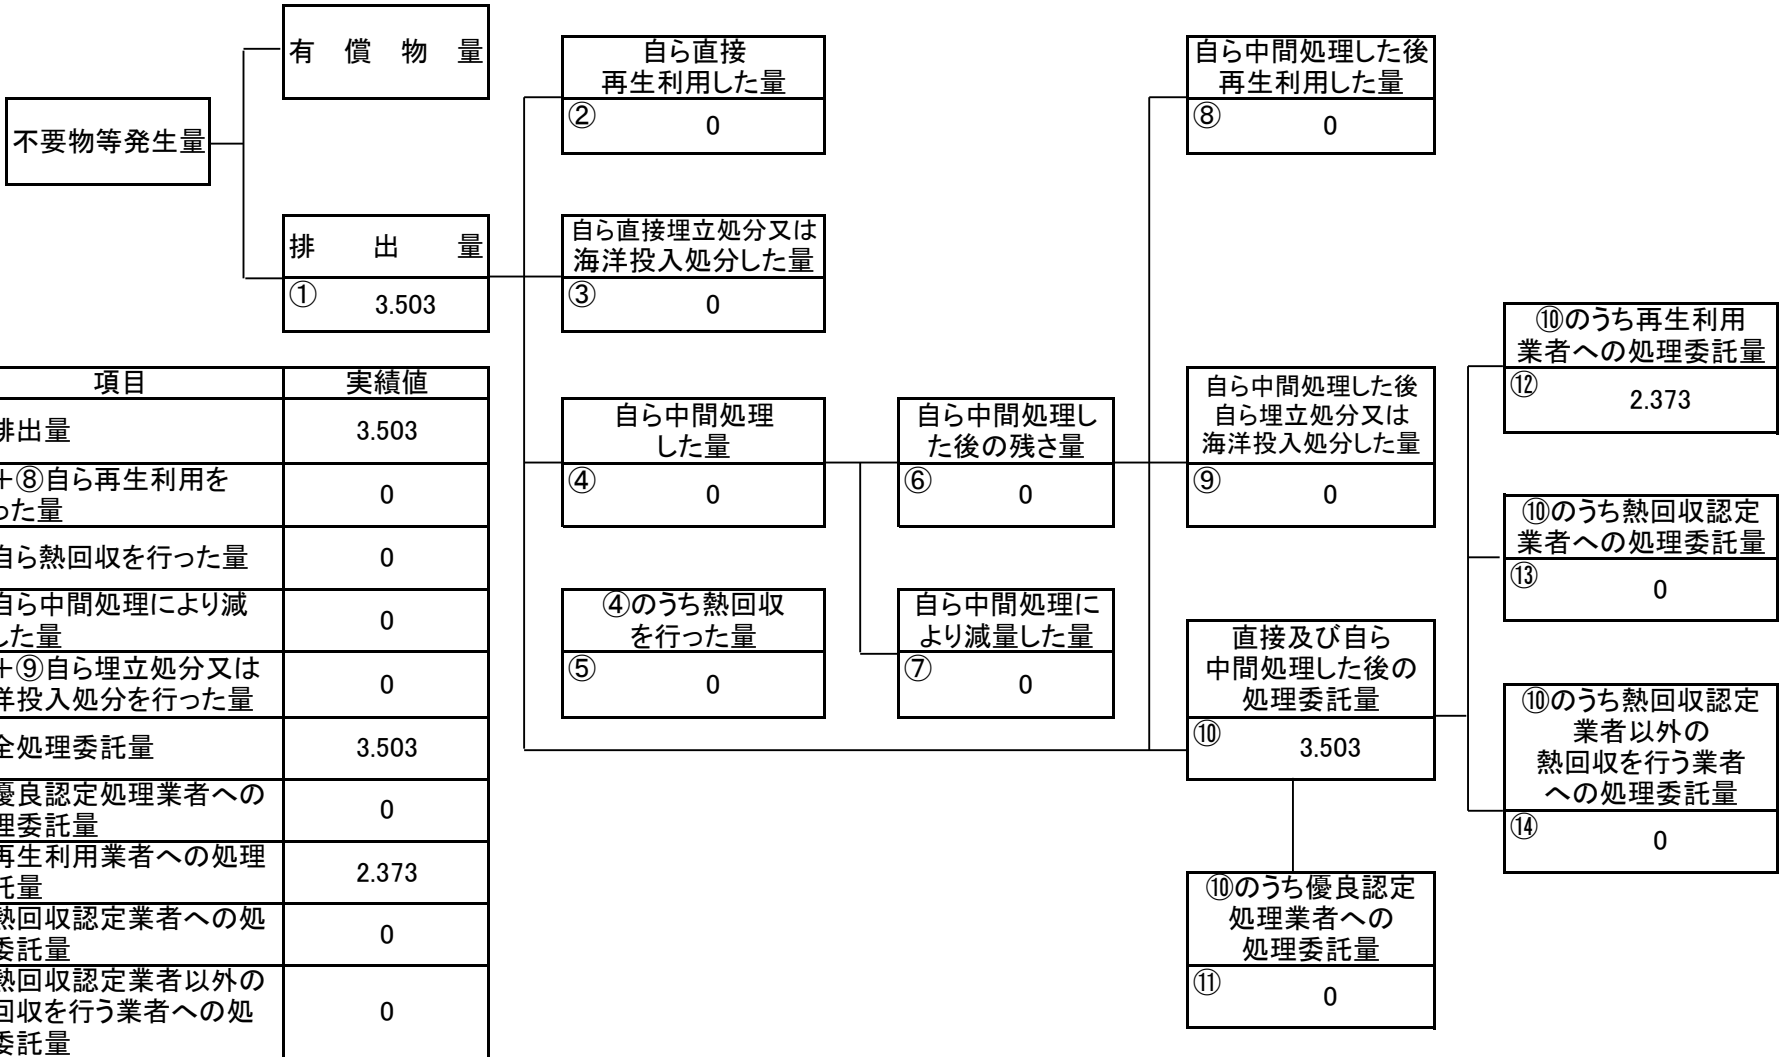 有償物量
不要物等発生量
排出量
① 3.503
自ら直接
再生利用した量
② 0
自ら直接埋立処分又は
海洋投入処分した量
③ 0
自ら中間処理
した量
④ 0
④のうち熱回収
を行った量
⑤ 0
自ら中間処理し
た後の残さ量
⑥ 0
自ら中間処理に
より減量した量
⑦ 0
自ら中間処理した後
再生利用した量
⑧ 0
自ら中間処理した後
自ら埋立処分又は
海洋投入処分した量
⑨ 0
直接及び自ら
中間処理した後の
処理委託量
⑩ 3.503
⑩のうち優良認定
処理業者への
処理委託量
⑪ 0
⑩のうち再生利用
業者への処理委託量
⑫ 2.373
⑩のうち熱回収認定
業者への処理委託量
⑬ 0
⑩のうち熱回収認定
業者以外の
熱回収を行う業者
への処理委託量
⑭ 0
項目 実績値
排出量 3.503
+⑧自ら再生利用を
った量 0
自ら熱回収を行った量 0
自ら中間処理により減
した量 0
+⑨自ら埋立処分又は
洋投入処分を行った量 0
全処理委託量 3.503
優良認定処理業者への
理委託量 0
再生利用業者への処理
託量 2.373
熱回収認定業者への処
委託量 0
熱回収認定業者以外の
回収を行う業者への処
委託量 0